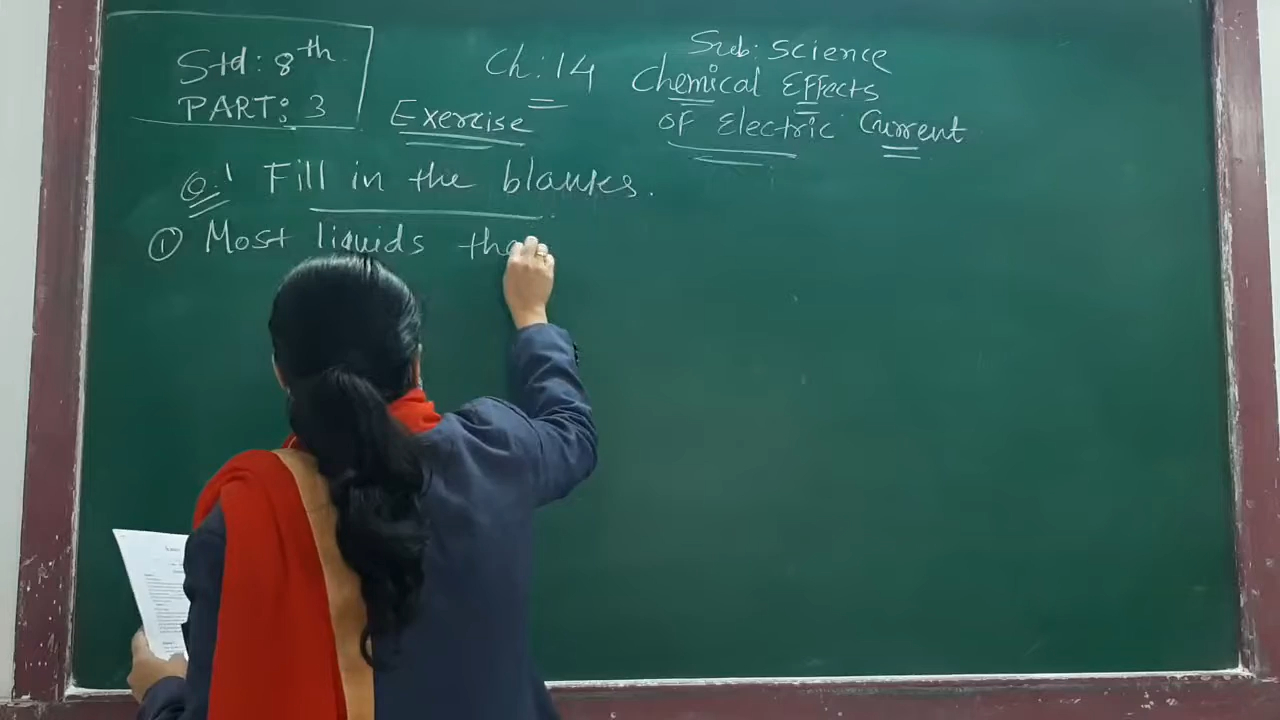 Std: 8th
PART: 3
Ch: 14
Sub: Science
Chemical Effects
of Electric Current
Exercise
Q.1 Fill in the blanks.
① Most liquids tha